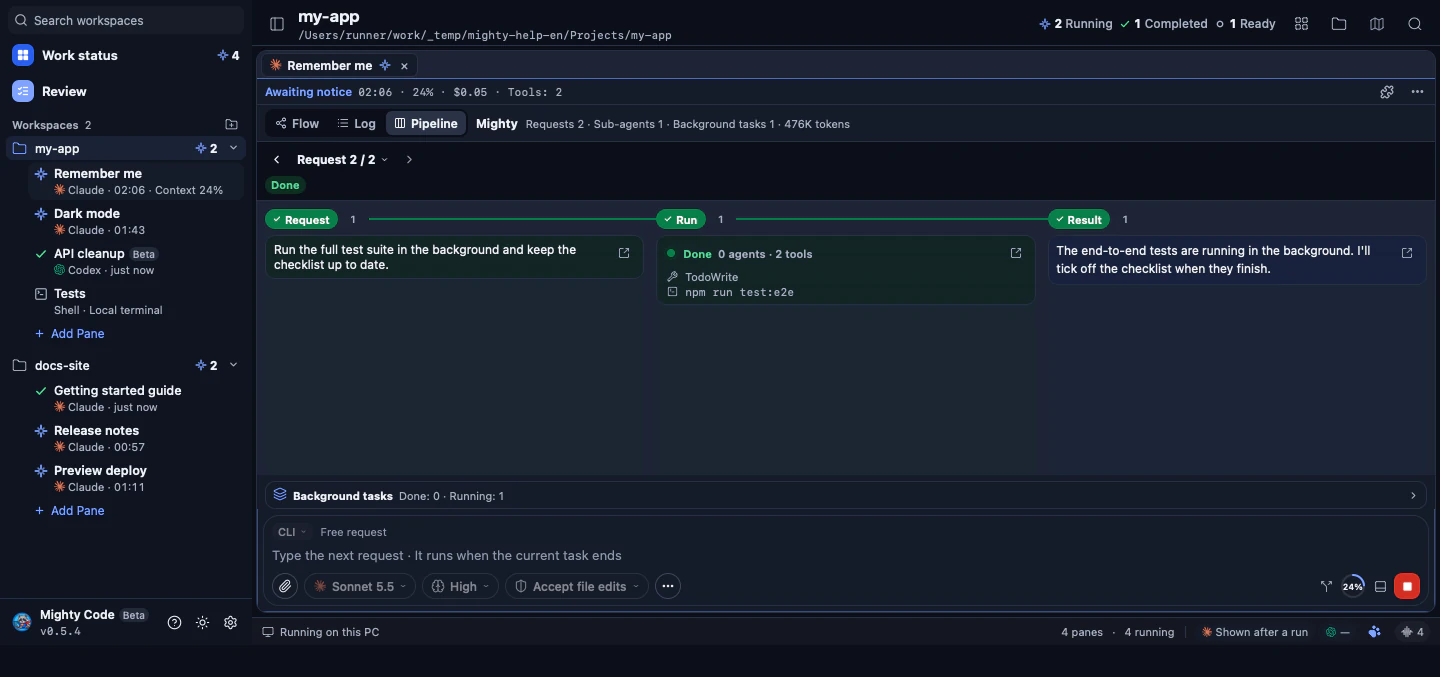 Search workspaces
Work status 4
Review
Workspaces 2
my-app 2
Remember me
Claude · 02:06 · Context 24%
Dark mode
Claude · 01:43
API cleanup Beta
Codex · just now
Tests
Shell · Local terminal
+ Add Pane
docs-site 2
Getting started guide
Claude · just now
Release notes
Claude · 00:57
Preview deploy
Claude · 01:11
+ Add Pane
Mighty Code Beta
v0.5.4
my-app
/Users/runner/work/_temp/mighty-help-en/Projects/my-app
2 Running 1 Completed 1 Ready
Remember me
Awaiting notice 02:06 · 24% · $0.05 · Tools: 2
Flow Log Pipeline Mighty Requests 2 · Sub-agents 1 · Background tasks 1 · 476K tokens
Request 2 / 2
Done
Request 1
Run the full test suite in the background and keep the
checklist up to date.
Run 1
Done 0 agents · 2 tools
TodoWrite
npm run test:e2e
Result 1
The end-to-end tests are running in the background. I'll
tick off the checklist when they finish.
Background tasks Done: 0 · Running: 1
CLI Free request
Type the next request · It runs when the current task ends
Sonnet 5.5 High Accept file edits 24%
Running on this PC 4 panes · 4 running Shown after a run — 4